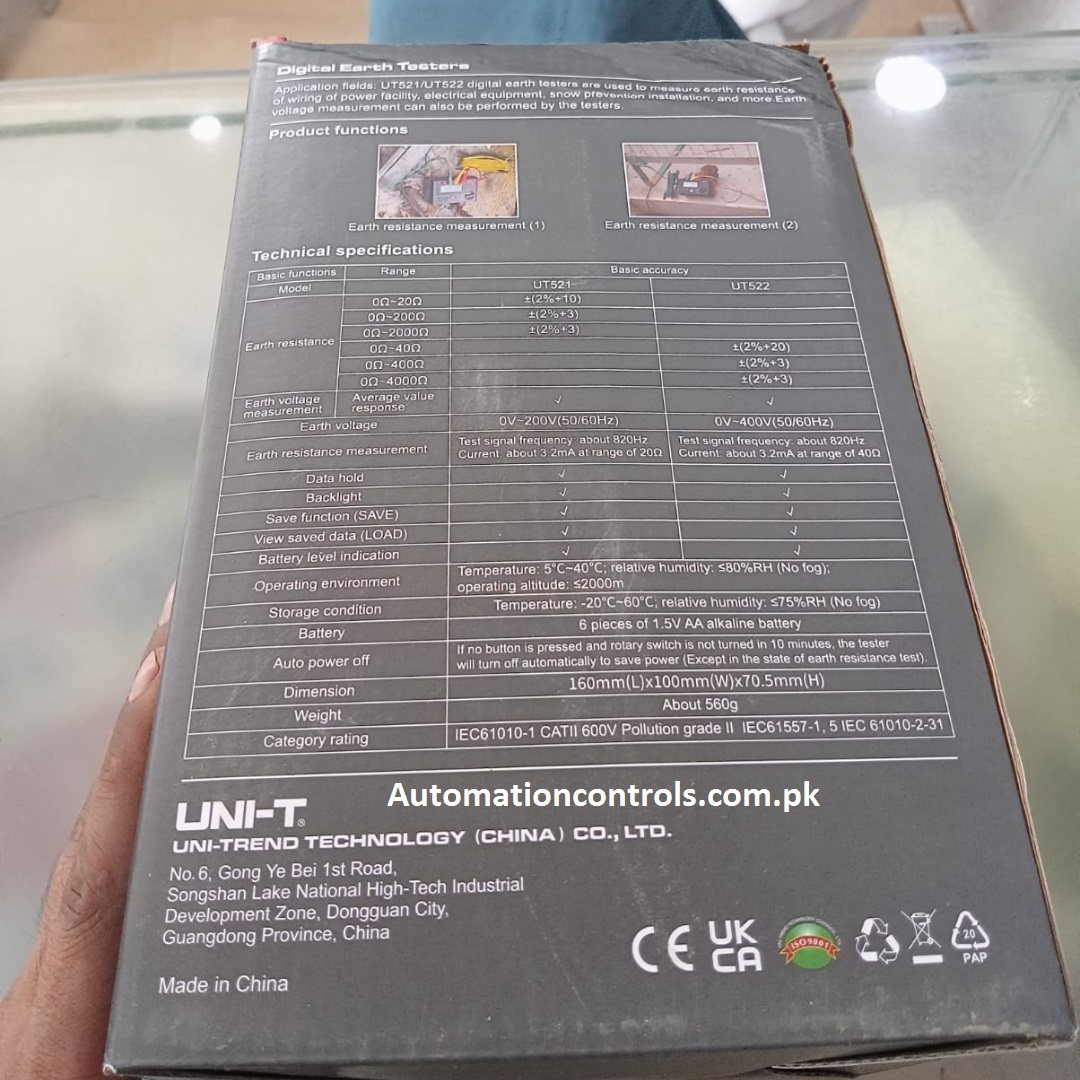 Digital Earth Testers
Application fields: UT521/UT522 digital earth testers are used to measure earth resistance
of wiring of power facility, electrical equipment, snow prevention installation, and more.Earth
voltage measurement can also be performed by the testers.
Product functions
Earth resistance measurement (1)
Earth resistance measurement (2)
Technical specifications
Basic functions Range Basic accuracy
Model UT521 UT522
Earth resistance
0Ω~20Ω ±(2%+10)
0Ω~200Ω ±(2%+3)
0Ω~2000Ω ±(2%+3)
0Ω~40Ω ±(2%+20)
0Ω~400Ω ±(2%+3)
0Ω~4000Ω ±(2%+3)
Earth voltage measurement Average value response √ √
Earth voltage 0V~200V(50/60Hz) 0V~400V(50/60Hz)
Earth resistance measurement
Test signal frequency: about 820Hz
Current: about 3.2mA at range of 20Ω
Test signal frequency: about 820Hz
Current: about 3.2mA at range of 40Ω
Data hold √ √
Backlight √ √
Save function (SAVE) √ √
View saved data (LOAD) √ √
Battery level indication √ √
Operating environment
Temperature: 5°C~40°C; relative humidity: ≤80%RH (No fog);
operating altitude: ≤2000m
Storage condition Temperature: -20°C~60°C; relative humidity: ≤75%RH (No fog)
Battery 6 pieces of 1.5V AA alkaline battery
Auto power off
If no button is pressed and rotary switch is not turned in 10 minutes, the tester
will turn off automatically to save power (Except in the state of earth resistance test).
Dimension 160mm(L)x100mm(W)x70.5mm(H)
Weight About 560g
Category rating IEC61010-1 CATII 600V Pollution grade II IEC61557-1, 5 IEC 61010-2-31
Automationcontrols.com.pk
UNI-T®
UNI-TREND TECHNOLOGY (CHINA) CO., LTD.
No.6, Gong Ye Bei 1st Road,
Songshan Lake National High-Tech Industrial
Development Zone, Dongguan City,
Guangdong Province, China
Made in China
CE
UK
CA
ISO9001
20
PAP